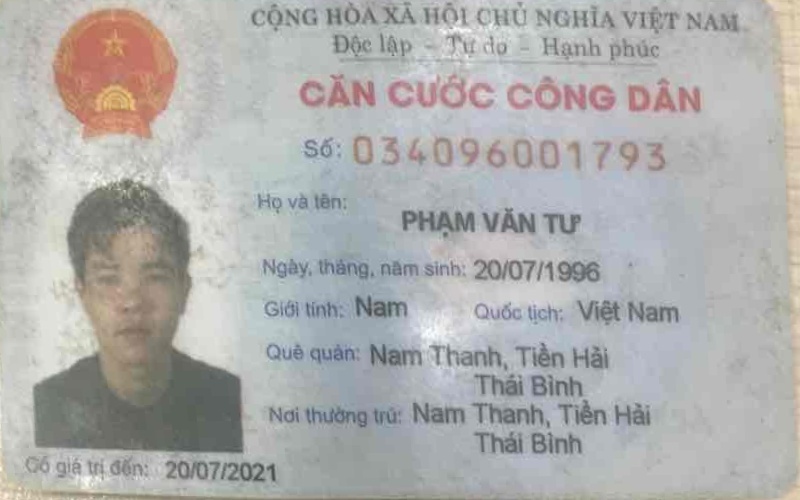 CỘNG HÒA XÃ HỘI CHỦ NGHĨA VIỆT NAM
Độc lập - Tự do - Hạnh phúc
CĂN CƯỚC CÔNG DÂN
Số: 034096001793
Họ và tên:
PHẠM VĂN TƯ
Ngày, tháng, năm sinh: 20/07/1996
Giới tính: Nam Quốc tịch: Việt Nam
Quê quán: Nam Thanh, Tiền Hải
Thái Bình
Nơi thường trú: Nam Thanh, Tiền Hải
Thái Bình
Có giá trị đến: 20/07/2021